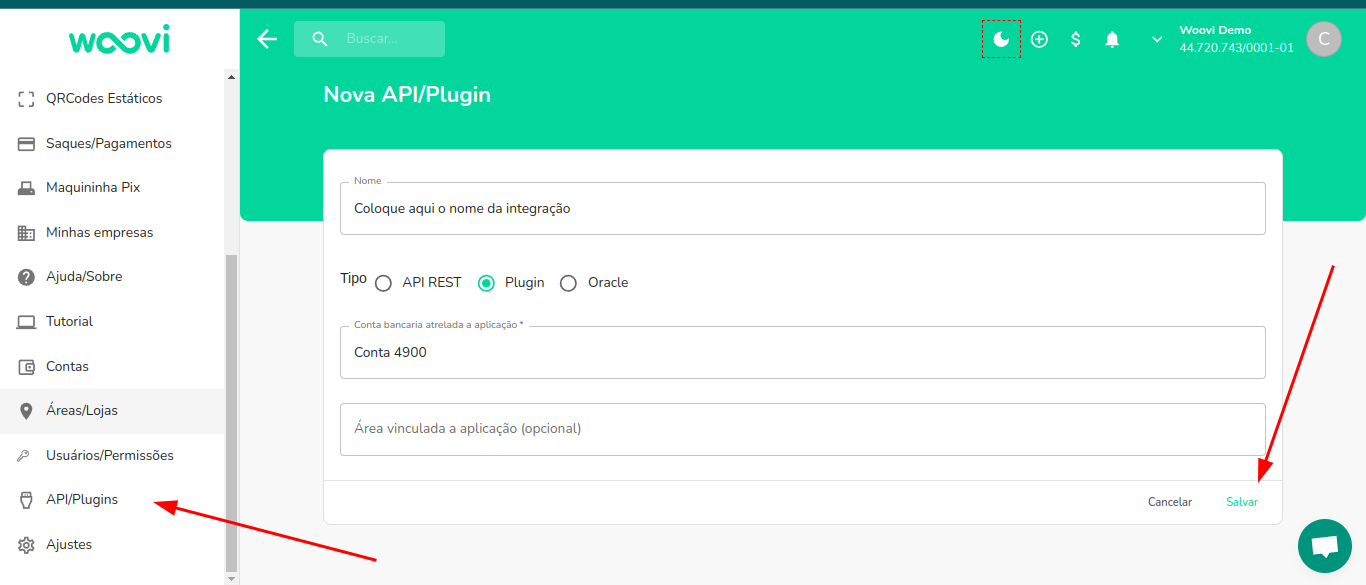 woovi
Buscar...
Woovi Demo
44.720.743/0001-01
C
QRCodes Estáticos
Saques/Pagamentos
Maquininha Pix
Minhas empresas
Ajuda/Sobre
Tutorial
Contas
Áreas/Lojas
Usuários/Permissões
API/Plugins
Ajustes
Nova API/Plugin
Nome
Coloque aqui o nome da integração
Tipo API REST Plugin Oracle
Conta bancaria atrelada a aplicação *
Conta 4900
Área vinculada a aplicação (opcional)
Cancelar Salvar